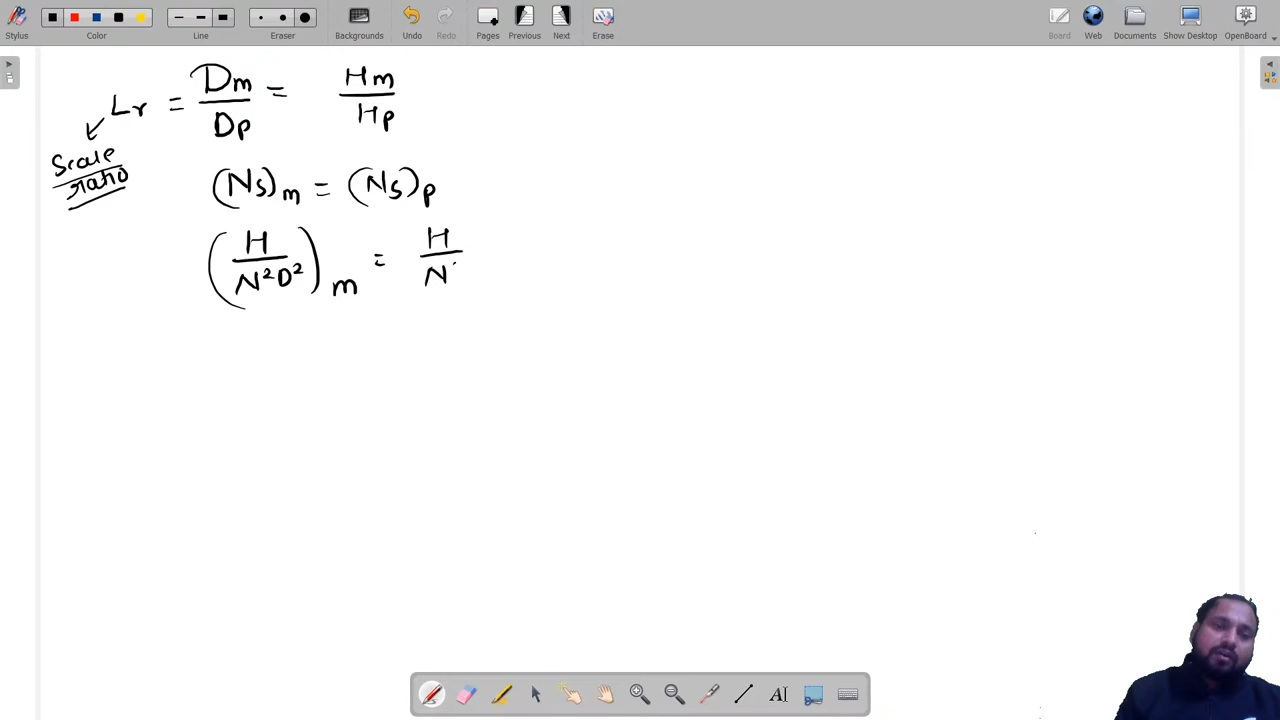 Stylus Color Line Eraser Backgrounds Undo Redo Pages Previous Next Erase Board Web Documents Show Desktop OpenBoard
Lr = Dm/Dp = Hm/Hp
Scale
ratio
(Ns)m = (Ns)p
(H/N²D²)m = H/N